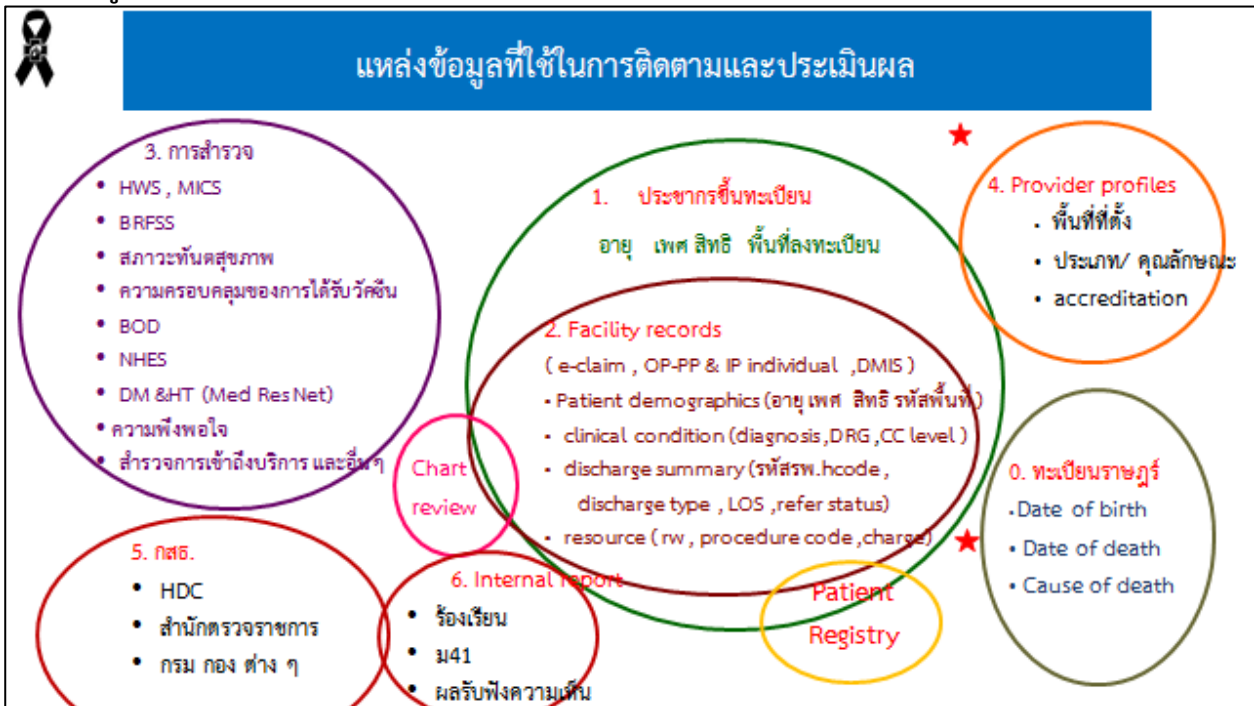 แหล่งข้อมูลที่ใช้ในการติดตามและประเมินผล
3. การสำรวจ
• HWS , MICS
• BRFSS
• สภาวะทันตสุขภาพ
• ความครอบคลุมของการได้รับวัคซีน
• BOD
• NHES
• DM &HT (Med ResNet)
• ความพึงพอใจ
• สำรวจการเข้าถึงบริการ และอื่นๆ
1. ประชากรขึ้นทะเบียน
อายุ เพศ สิทธิ พื้นที่ลงทะเบียน
2. Facility records
( e-claim , OP-PP & IP individual ,DMIS )
• Patient demographics (อายุ เพศ สิทธิ รหัสพื้นที่ )
• clinical condition (diagnosis ,DRG ,CC level )
• discharge summary (รหัสรพ.hcode ,
discharge type , LOS ,refer status)
• resource ( rw , procedure code ,charge)
4. Provider profiles
• พื้นที่ที่ตั้ง
• ประเภท/ คุณลักษณะ
• accreditation
0. ทะเบียนราษฎร์
• Date of birth
• Date of death
• Cause of death
Chart
review
5. กสธ.
• HDC
• สำนักตรวจราชการ
• กรม กอง ต่าง ๆ
6. Internal report
• ร้องเรียน
• ม41
• ผลรับฟังความเห็น
Patient
Registry